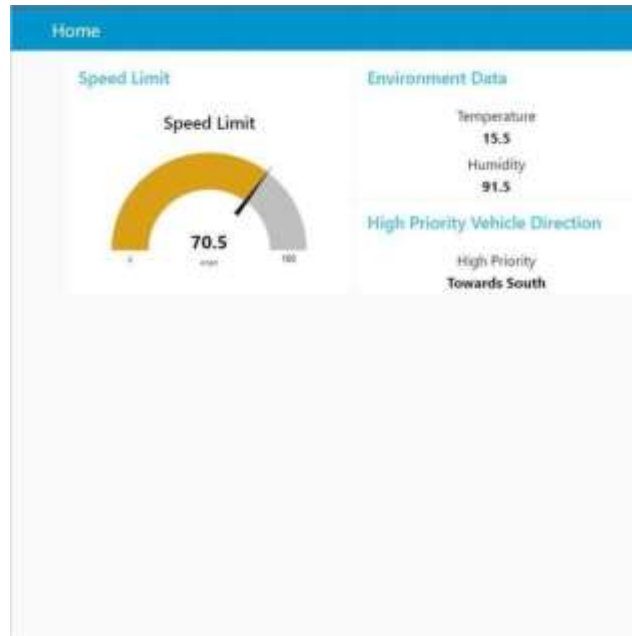 Home
Speed Limit
Speed Limit
70.5
0
100
Environment Data
Temperature
15.5
Humidity
91.5
High Priority Vehicle Direction
High Priority
Towards South